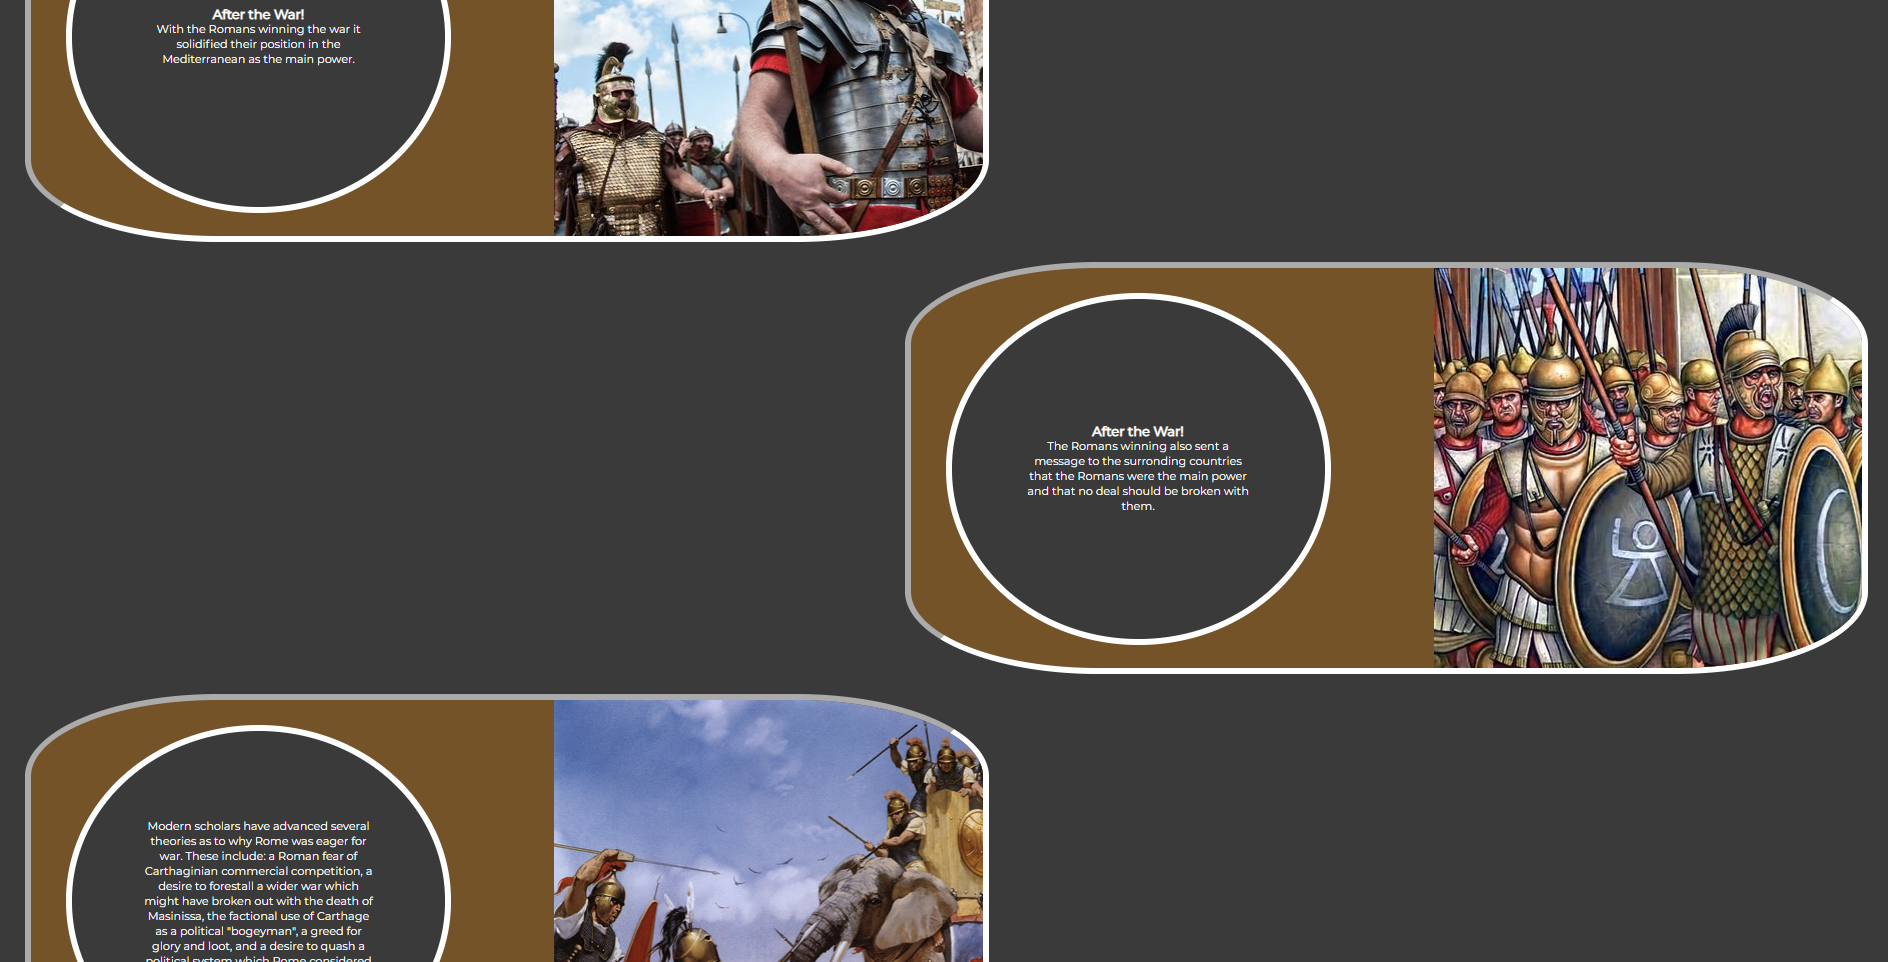 After the War!
With the Romans winning the war it
solidified their position in the
Mediterranean as the main power.
After the War!
The Romans winning also sent a
message to the surronding countries
that the Romans were the main power
and that no deal should be broken with
them.
Modern scholars have advanced several
theories as to why Rome was eager for
war. These include: a Roman fear of
Carthaginian commercial competition, a
desire to forestall a wider war which
might have broken out with the death of
Masinissa, the factional use of Carthage
as a political "bogeyman", a greed for
glory and loot, and a desire to quash a
political system which Rome considered